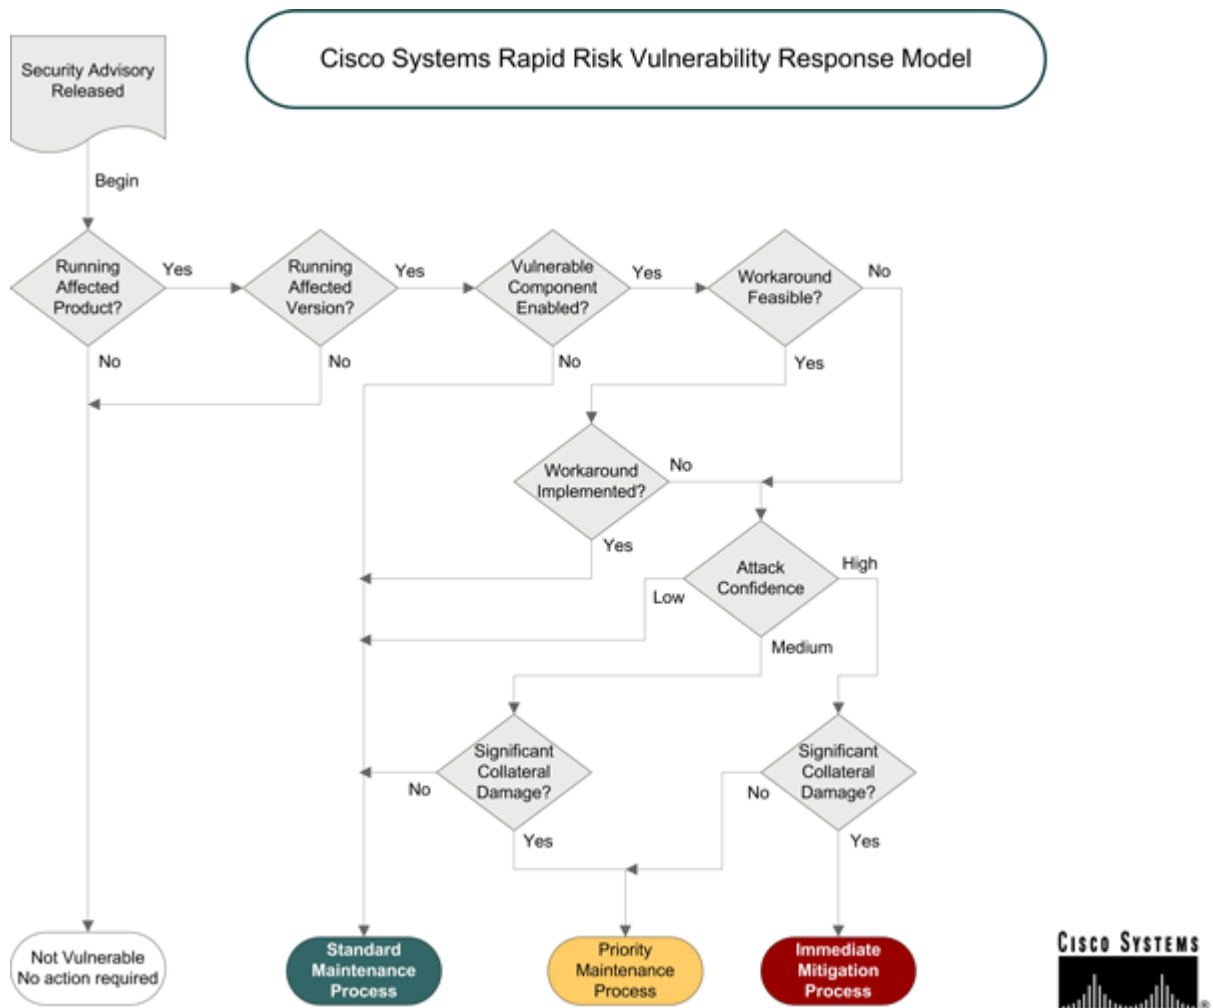 Cisco Systems Rapid Risk Vulnerability Response Model
Security Advisory
Released
Begin
Running
Affected
Product?
Yes
No
Running
Affected
Version?
Yes
No
Vulnerable
Component
Enabled?
Yes
No
Workaround
Feasible?
No
Yes
Workaround
Implemented?
No
Yes
Attack
Confidence
High
Low
Medium
Significant
Collateral
Damage?
No
Yes
Significant
Collateral
Damage?
No
Yes
Not Vulnerable
No action required
Standard
Maintenance
Process
Priority
Maintenance
Process
Immediate
Mitigation
Process
CISCO SYSTEMS
®